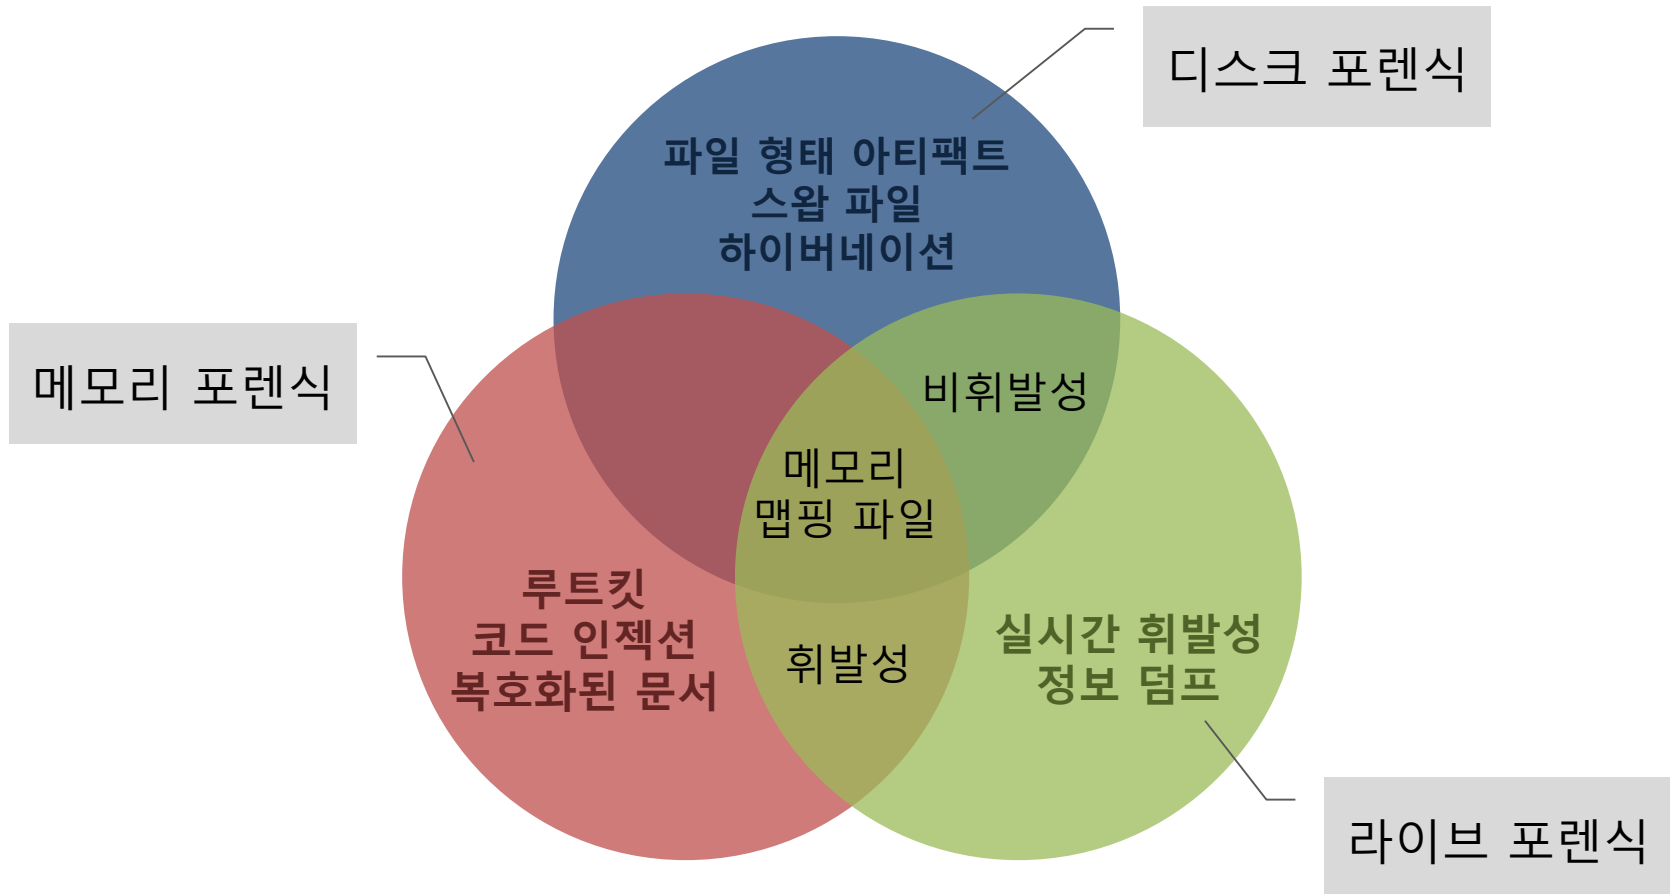 디스크 포렌식
파일 형태 아티팩트
스왑 파일
하이버네이션
메모리 포렌식
비휘발성
메모리
맵핑 파일
루트킷
코드 인젝션
복호화된 문서
휘발성
실시간 휘발성
정보 덤프
라이브 포렌식